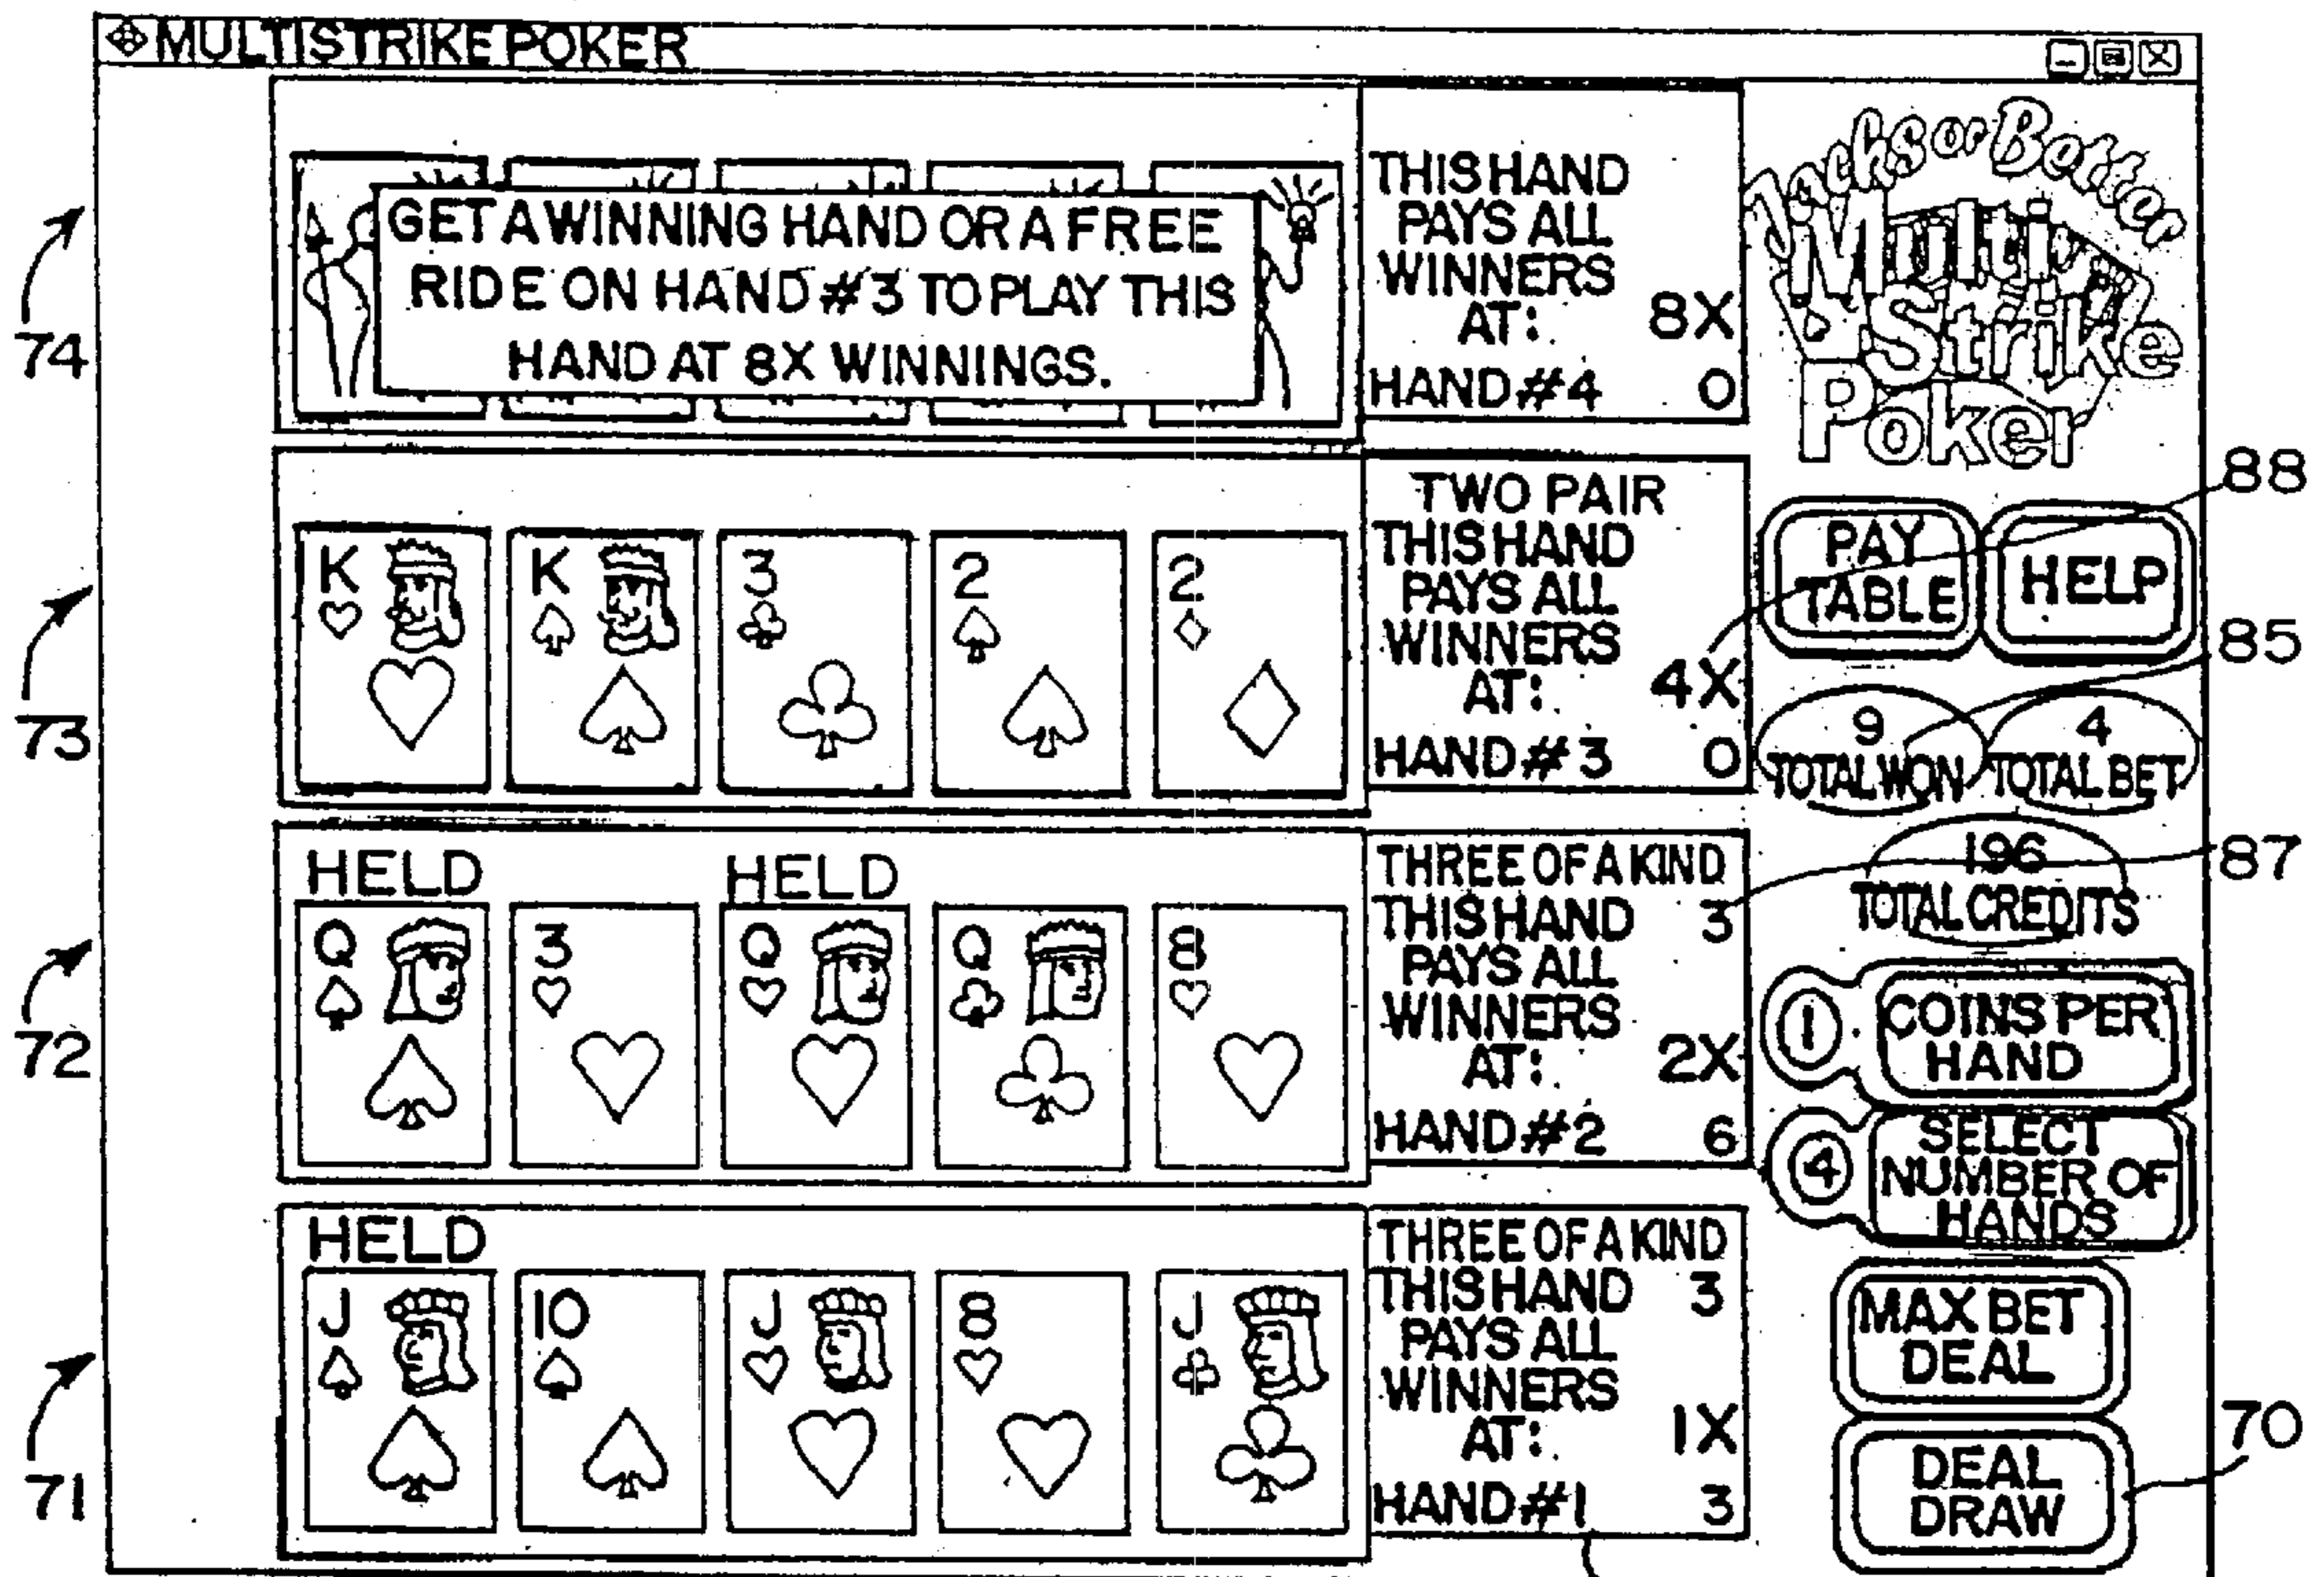 MULTISTRIKE POKER
GET A WINNING HAND OR A FREE
RIDE ON HAND #3 TO PLAY THIS
HAND AT 8X WINNINGS.
THIS HAND
PAYS ALL
WINNERS
AT: 8X
HAND #4 0
Jacks or Better
Multi
Strike
Poker
74
K K 3 2 2
TWO PAIR
THIS HAND
PAYS ALL
WINNERS
AT: 4X
HAND #3 0
73
88
PAY
TABLE
HELP
85
9
TOTAL WON
4
TOTAL BET
HELD HELD
Q 3 Q Q 8
THREE OF A KIND
THIS HAND 3
PAYS ALL
WINNERS
AT: 2X
HAND #2 6
72
87
196
TOTAL CREDITS
1
COINS PER
HAND
4
SELECT
NUMBER OF
HANDS
HELD
J 10 J 8 J
THREE OF A KIND
THIS HAND 3
PAYS ALL
WINNERS
AT: 1X
HAND #1 3
71
MAX BET
DEAL
70
DEAL
DRAW